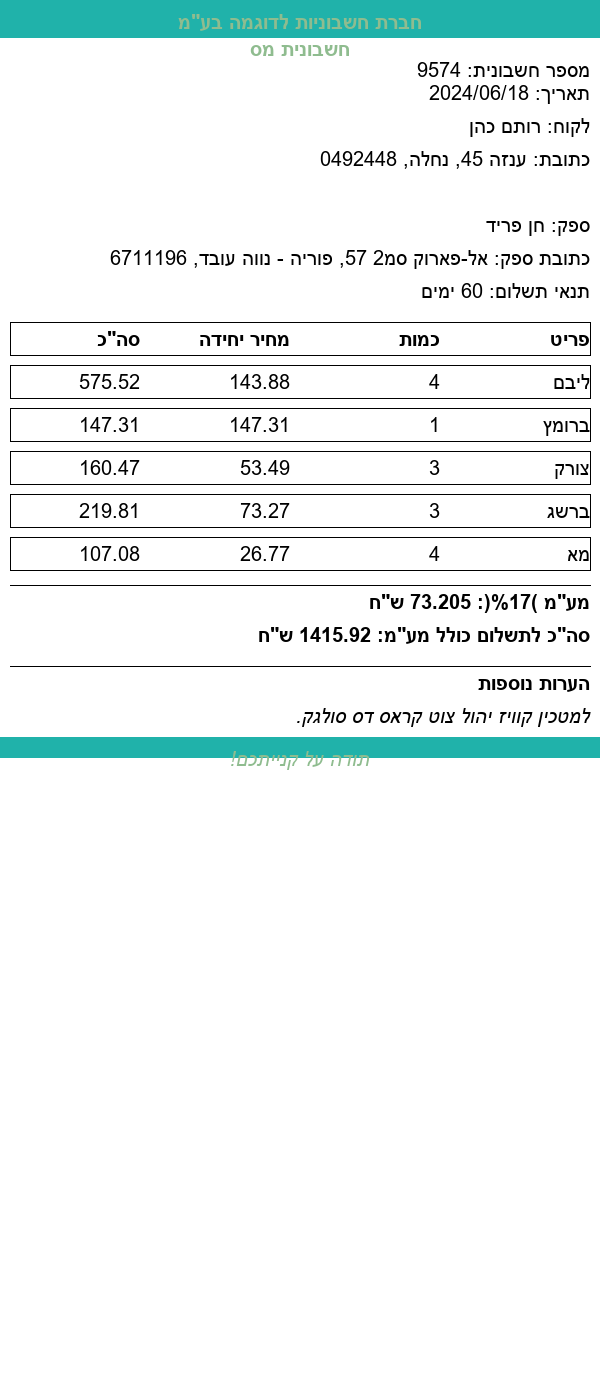 חברת חשבוניות לדוגמה בע"מ
חשבונית מס
מספר חשבונית: 9574
תאריך: 2024/06/18
לקוח: רותם כהן
כתובת: ענזה 45, נחלה, 0492448
ספק: חן פריד
כתובת ספק: אל-פארוק סמ2 57, פוריה - נווה עובד, 6711196
תנאי תשלום: 60 ימים
פריט כמות מחיר יחידה סה"כ
ליבם 4 143.88 575.52
ברומץ 1 147.31 147.31
צורק 3 53.49 160.47
ברשג 3 73.27 219.81
מא 4 26.77 107.08
מע"מ )17%(: 73.205 ש"ח
סה"כ לתשלום כולל מע"מ: 1415.92 ש"ח
הערות נוספות
למטכין קוויז יהול צוט קראס דס סולגק.
תודה על קנייתכם!